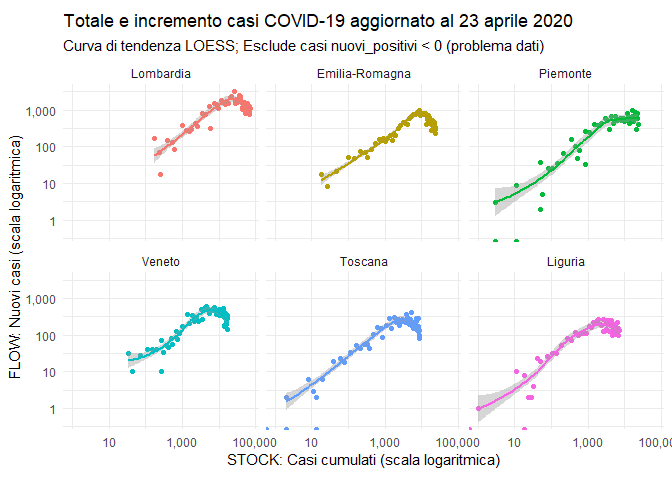 Totale e incremento casi COVID-19 aggiornato al 23 aprile 2020
Curva di tendenza LOESS; Esclude casi nuovi_positivi < 0 (problema dati)
Lombardia Emilia-Romagna Piemonte
1,000
100
10
1
Veneto Toscana Liguria
1,000
100
10
1
10 1,000 100,000 10 1,000 100,000 10 1,000 100,00
FLOW: Nuovi casi (scala logaritmica)
STOCK: Casi cumulati (scala logaritmica)